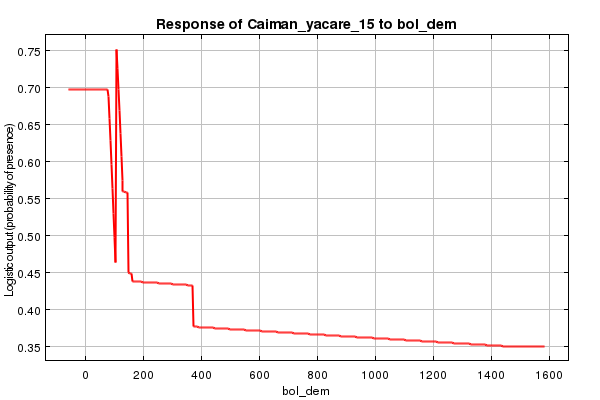 Response of Caiman_yacare_15 to bol_dem
Logistic output (probability of presence)
0.75
0.70
0.65
0.60
0.55
0.50
0.45
0.40
0.35
0 200 400 600 800 1000 1200 1400 1600
bol_dem